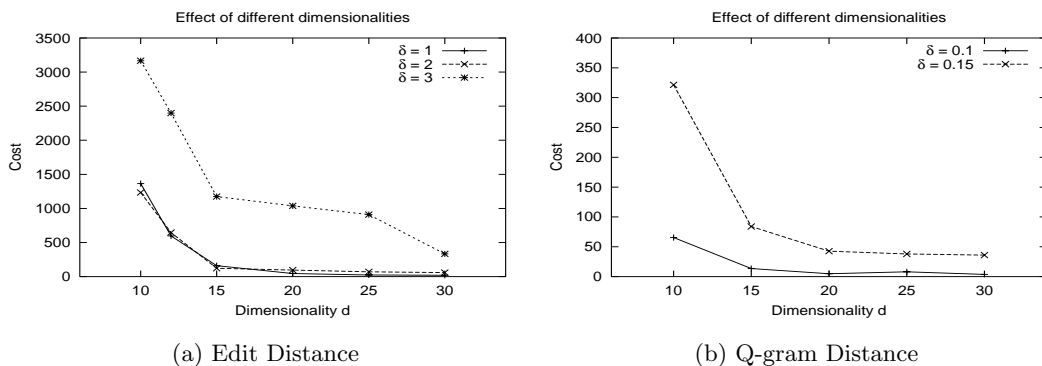 Effect of different dimensionalities
3500
3000
2500
2000
1500
1000
500
0
Cost
δ = 1
δ = 2
δ = 3
10 15 20 25 30
Dimensionality d
(a) Edit Distance
Effect of different dimensionalities
400
350
300
250
200
150
100
50
0
Cost
δ = 0.1
δ = 0.15
10 15 20 25 30
Dimensionality d
(b) Q-gram Distance